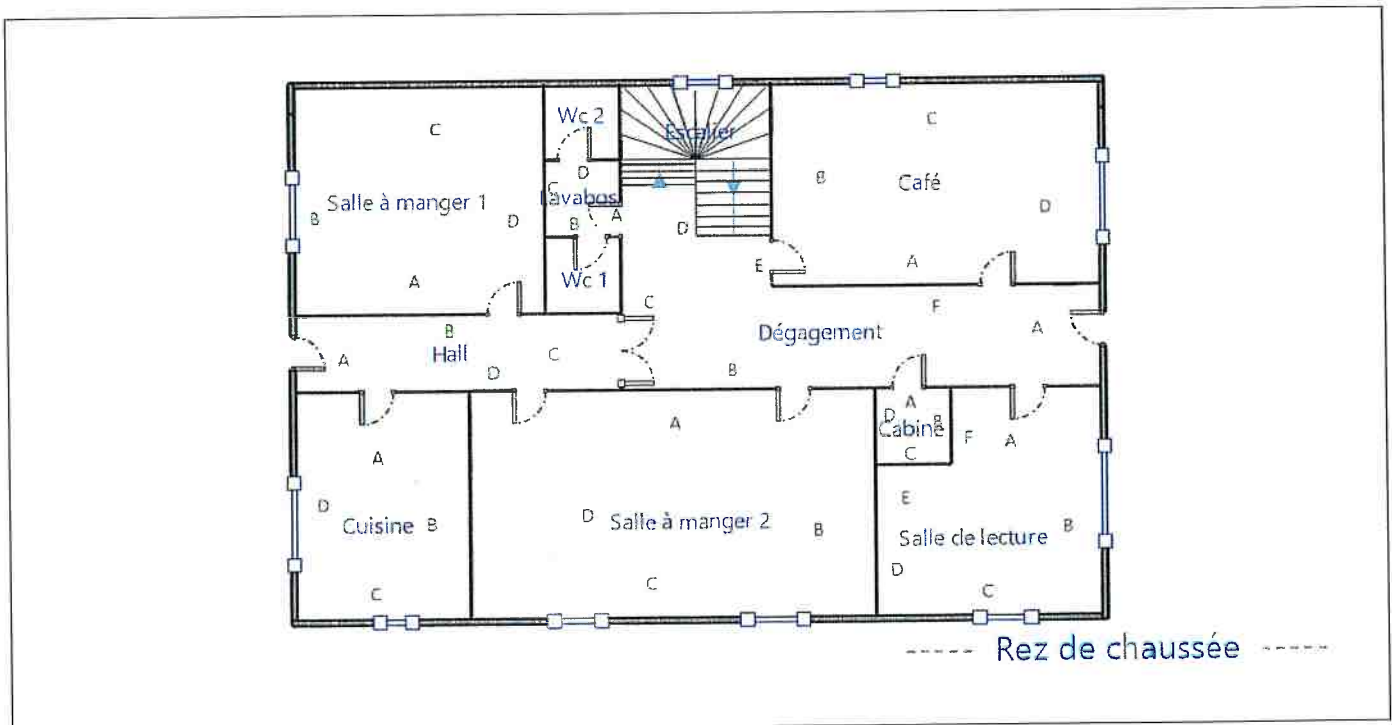 Wc 2
C
Escalier
C
D
Salle à manger 1
C
Lavabos
B
Café
B
D
B
A
D
D
E
A
A
Wc 1
C
F
B
Dégagement
A
Hall
A
C
D
B
A
A
D
B
Cabine
F
A
C
A
D
E
Cuisine
B
D
Salle à manger 2
B
B
Salle de lecture
D
C
C
C
----- Rez de chaussée -----